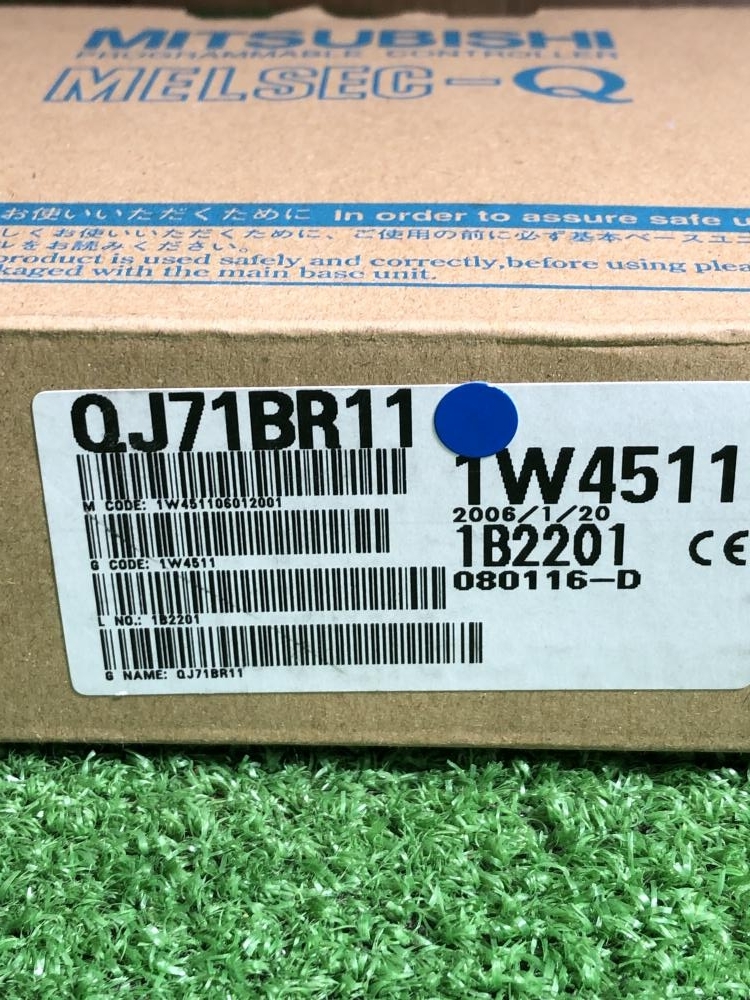 MITSUBISHI
PROGRAMMABLE CONTROLLER
MELSEC-Q
お使いいただくために In order to assure safe u
しくお使いいただくために、ご使用の前に必ず基本ベースユニ
ルをお読みください。
product is used safely and correctly,before using plea
kaged with the main base unit.
QJ71BR11
1W4511
M CODE: 1W451106012001
2006/1/20
1B2201 CE
G CODE: 1W4511
080116-D
L NO.: 1B2201
G NAME: QJ71BR11